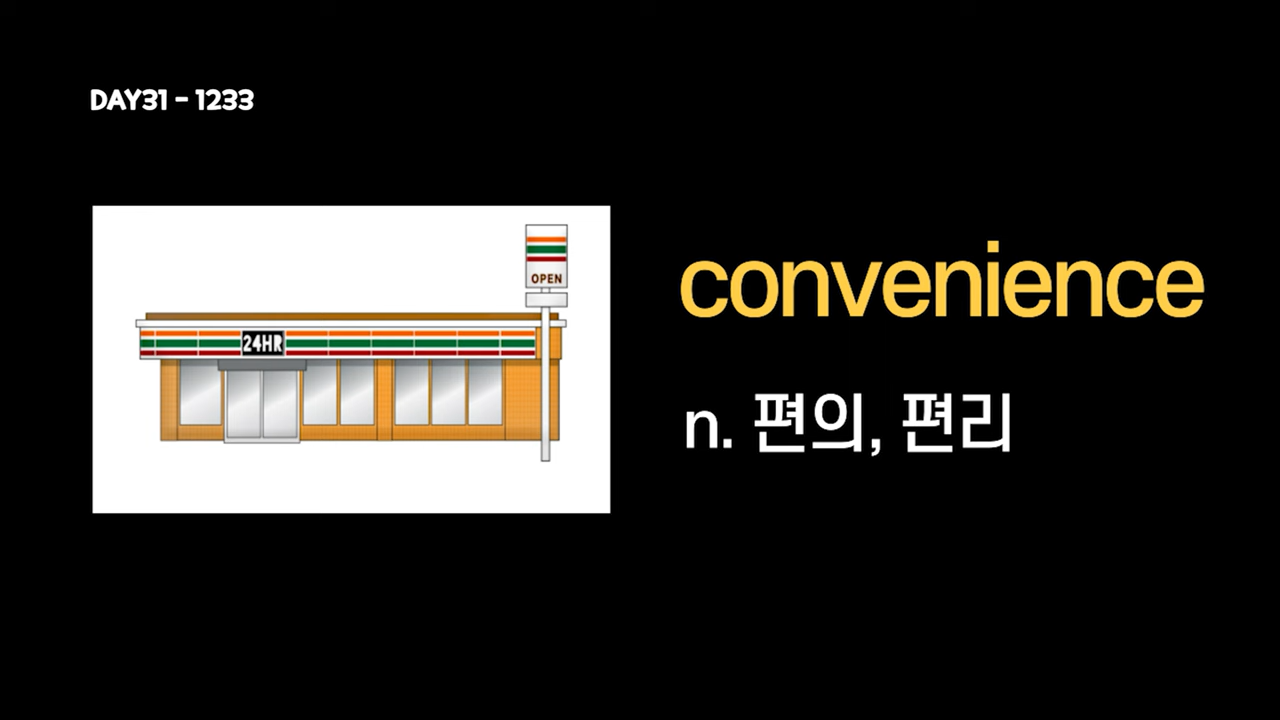 DAY31 - 1233
OPEN
24HR
convenience
n. 편의, 편리